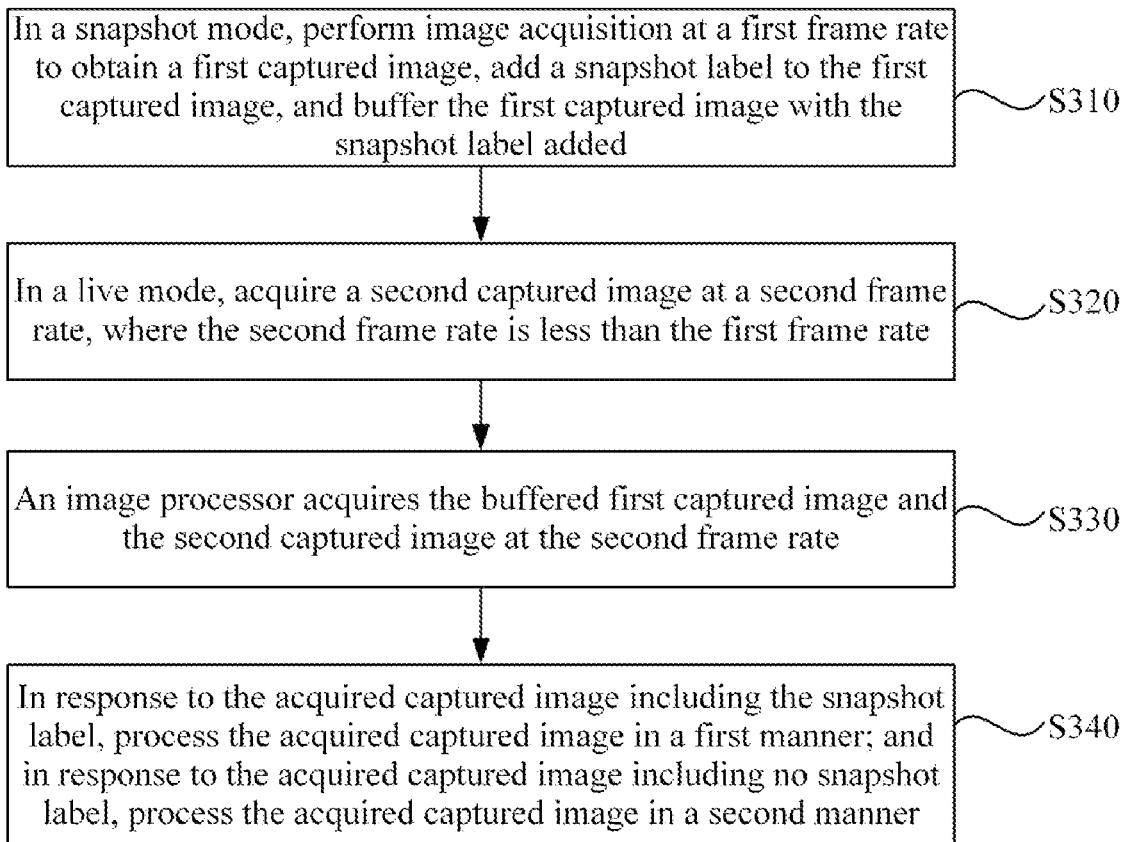 In a snapshot mode, perform image acquisition at a first frame rate
to obtain a first captured image, add a snapshot label to the first
captured image, and buffer the first captured image with the
snapshot label added
S310
In a live mode, acquire a second captured image at a second frame
rate, where the second frame rate is less than the first frame rate
S320
An image processor acquires the buffered first captured image and
the second captured image at the second frame rate
S330
In response to the acquired captured image including the snapshot
label, process the acquired captured image in a first manner; and
in response to the acquired captured image including no snapshot
label, process the acquired captured image in a second manner
S340